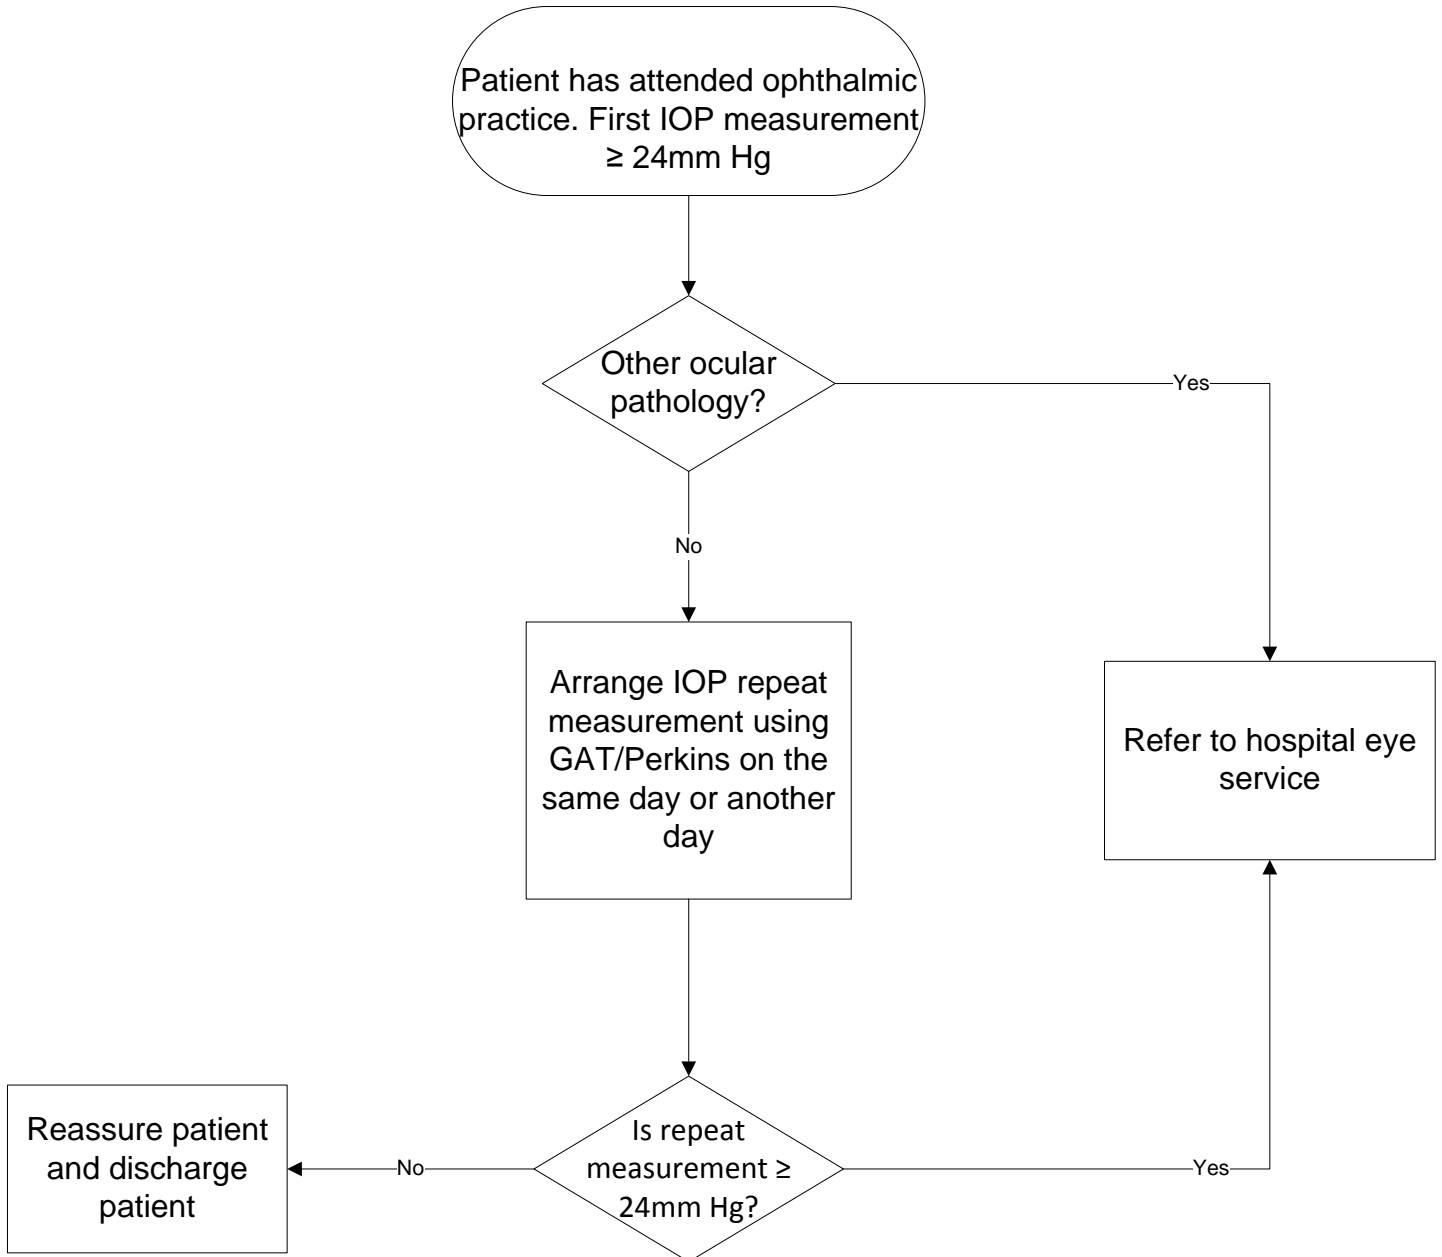 Patient has attended ophthalmic
practice. First IOP measurement
≥ 24mm Hg
Other ocular
pathology?
Yes
No
Arrange IOP repeat
measurement using
GAT/Perkins on the
same day or another
day
Refer to hospital eye
service
Is repeat
measurement ≥
24mm Hg?
No
Yes
Reassure patient
and discharge
patient